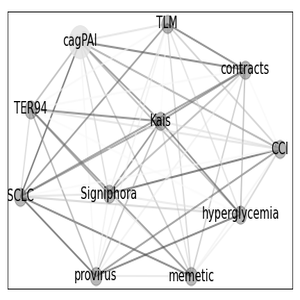 TLM
cagPAI
contracts
TER94
Kais
CCI
SCLC
Signiphora
hyperglycemia
provirus
memetic